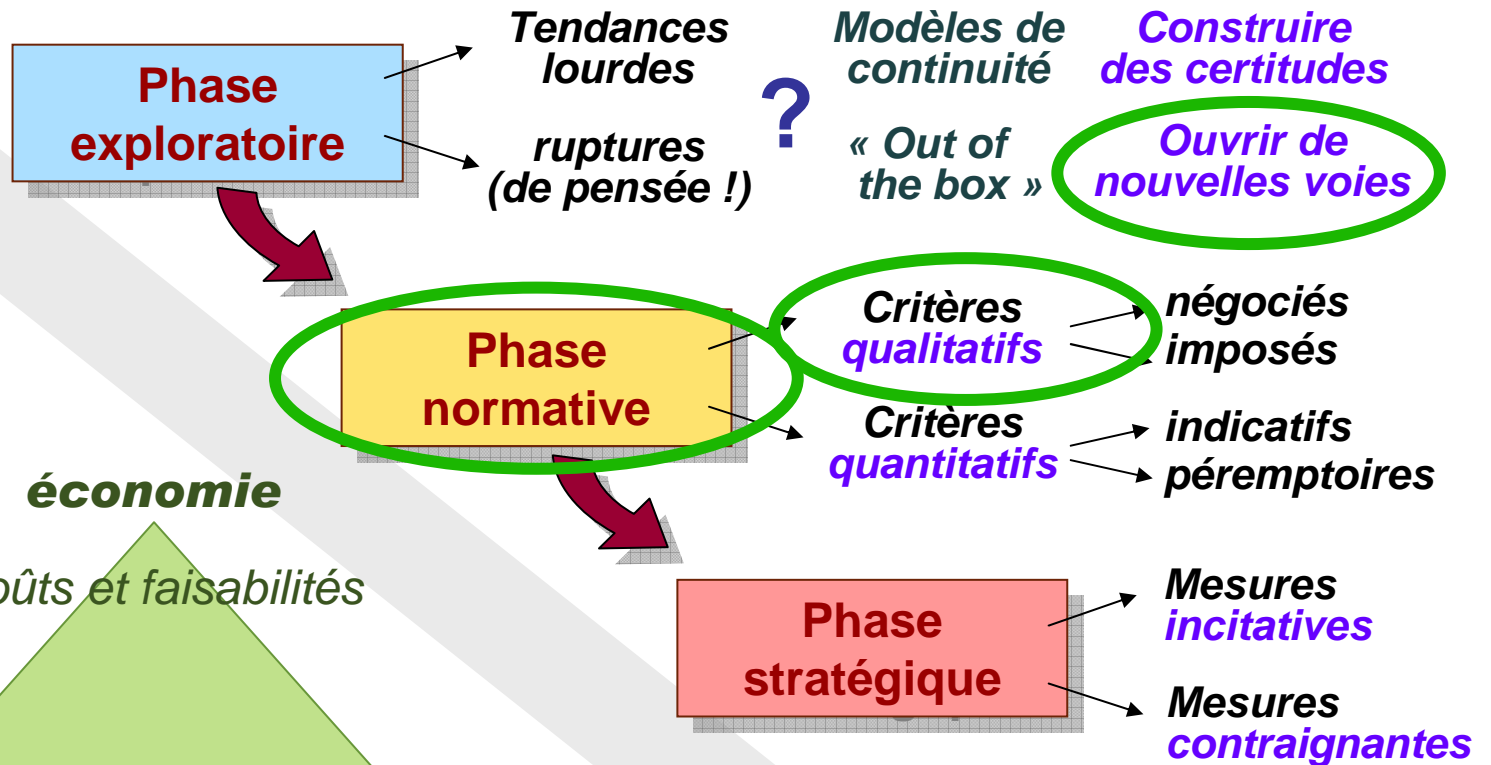 Phase
exploratoire
Tendances
lourdes
ruptures
(de pensée !)
?
Modèles de
continuité
« Out of
the box »
Construire
des certitudes
Ouvrir de
nouvelles voies
Phase
normative
Critères
qualitatifs
négociés
imposés
Critères
quantitatifs
indicatifs
péremptoires
économie
oûts et faisabilités
Phase
stratégique
Mesures
incitatives
Mesures
contraignantes